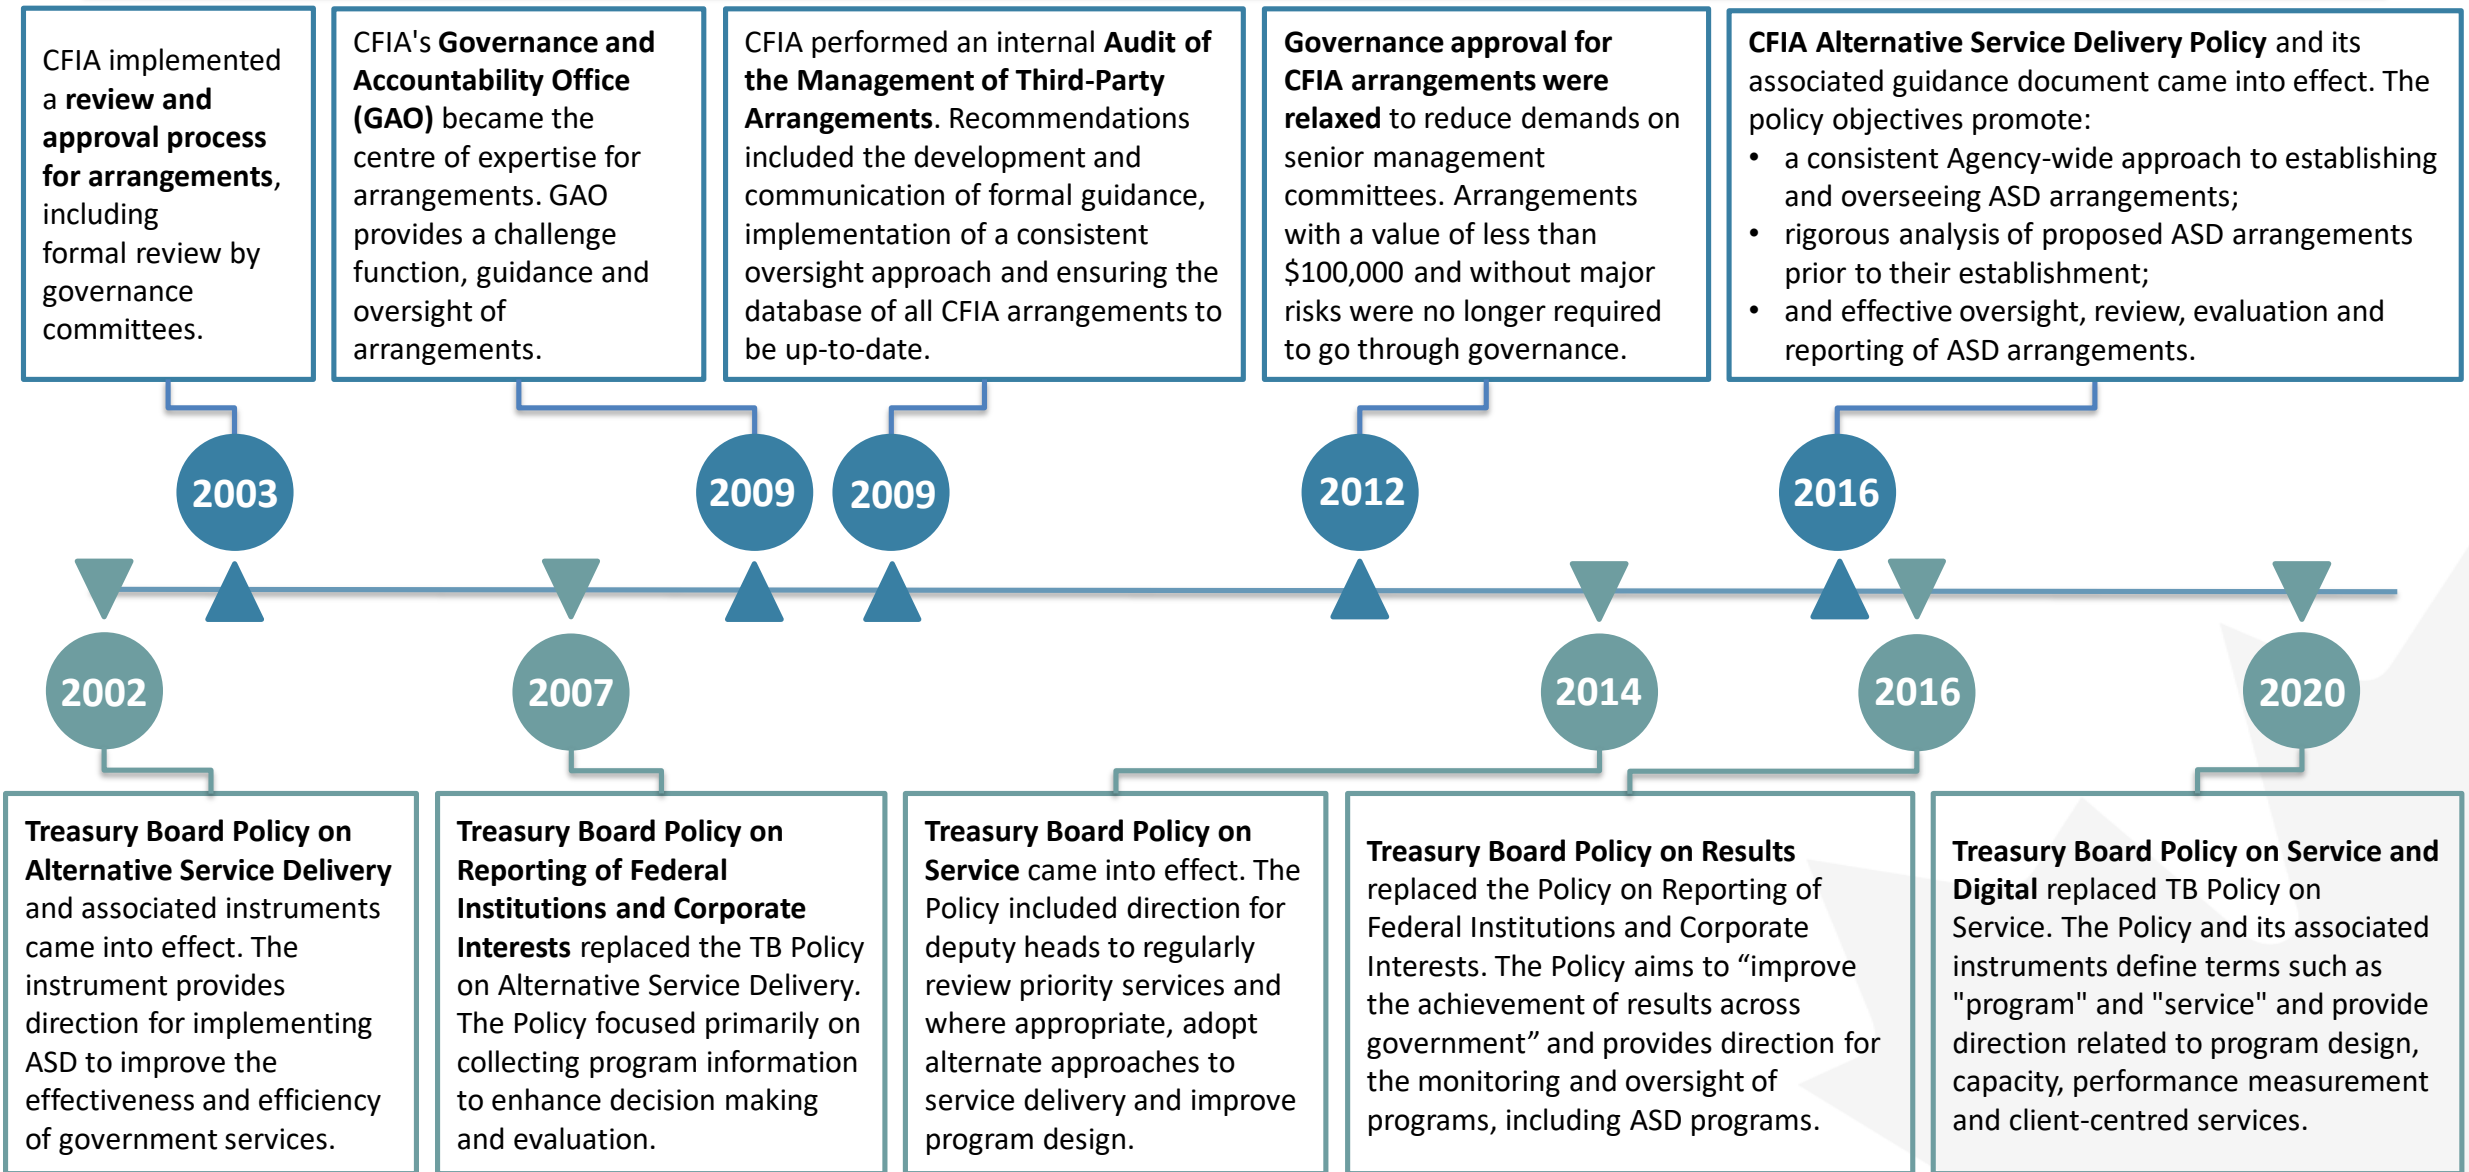 CFIA implemented
a review and
approval process
for arrangements,
including
formal review by
governance
committees.
CFIA's Governance and
Accountability Office
(GAO) became the
centre of expertise for
arrangements. GAO
provides a challenge
function, guidance and
oversight of
arrangements.
CFIA performed an internal Audit of
the Management of Third-Party
Arrangements. Recommendations
included the development and
communication of formal guidance,
implementation of a consistent
oversight approach and ensuring the
database of all CFIA arrangements to
be up-to-date.
Governance approval for
CFIA arrangements were
relaxed to reduce demands on
senior management
committees. Arrangements
with a value of less than
$100,000 and without major
risks were no longer required
to go through governance.
CFIA Alternative Service Delivery Policy and its
associated guidance document came into effect. The
policy objectives promote:
• a consistent Agency-wide approach to establishing
and overseeing ASD arrangements;
• rigorous analysis of proposed ASD arrangements
prior to their establishment;
• and effective oversight, review, evaluation and
reporting of ASD arrangements.
2003
2009
2009
2012
2016
2002
2007
2014
2016
2020
Treasury Board Policy on
Alternative Service Delivery
and associated instruments
came into effect. The
instrument provides
direction for implementing
ASD to improve the
effectiveness and efficiency
of government services.
Treasury Board Policy on
Reporting of Federal
Institutions and Corporate
Interests replaced the TB Policy
on Alternative Service Delivery.
The Policy focused primarily on
collecting program information
to enhance decision making
and evaluation.
Treasury Board Policy on
Service came into effect. The
Policy included direction for
deputy heads to regularly
review priority services and
where appropriate, adopt
alternate approaches to
service delivery and improve
program design.
Treasury Board Policy on Results
replaced the Policy on Reporting of
Federal Institutions and Corporate
Interests. The Policy aims to “improve
the achievement of results across
government” and provides direction for
the monitoring and oversight of
programs, including ASD programs.
Treasury Board Policy on Service and
Digital replaced TB Policy on
Service. The Policy and its associated
instruments define terms such as
"program" and "service" and provide
direction related to program design,
capacity, performance measurement
and client-centred services.